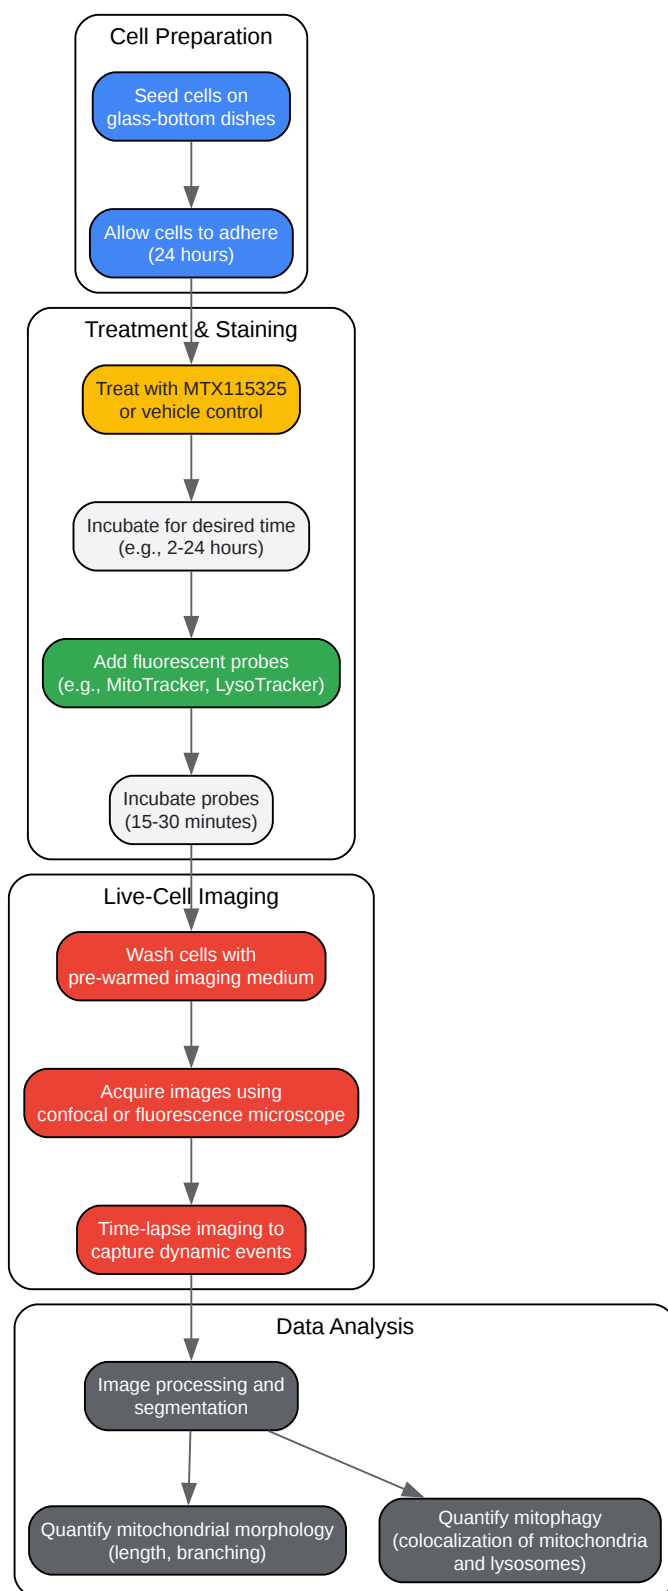 Cell Preparation
Seed cells on
glass-bottom dishes
Allow cells to adhere
(24 hours)
Treatment & Staining
Treat with MTX115325
or vehicle control
Incubate for desired time
(e.g., 2-24 hours)
Add fluorescent probes
(e.g., MitoTracker, LysoTracker)
Incubate probes
(15-30 minutes)
Live-Cell Imaging
Wash cells with
pre-warmed imaging medium
Acquire images using
confocal or fluorescence microscope
Time-lapse imaging to
capture dynamic events
Data Analysis
Image processing and
segmentation
Quantify mitochondrial morphology
(length, branching)
Quantify mitophagy
(colocalization of mitochondria
and lysosomes)